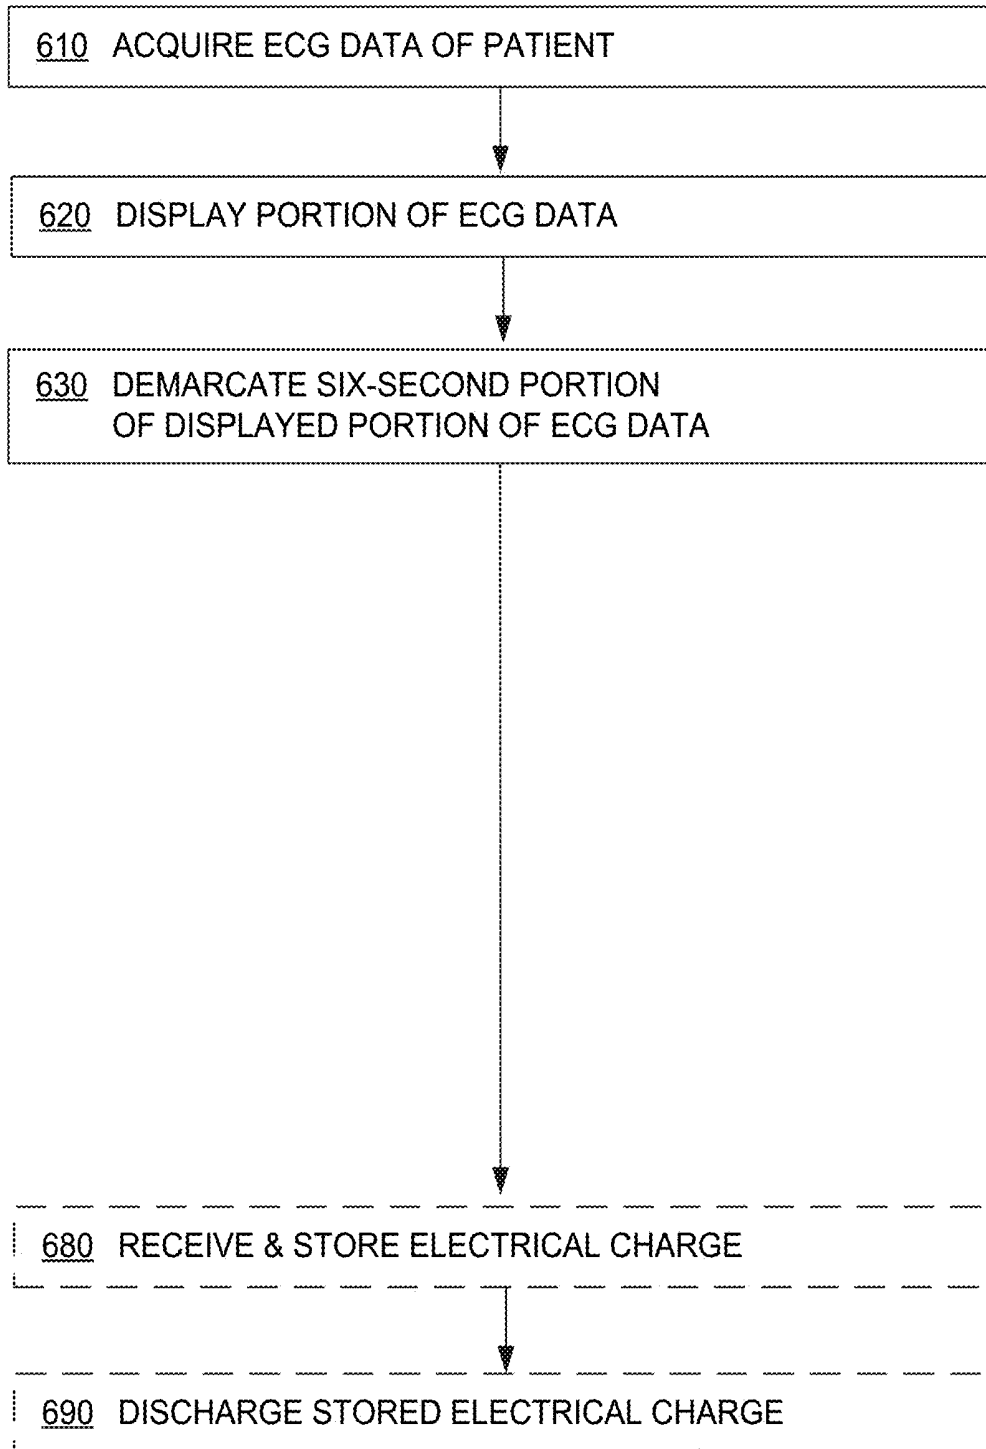 610 ACQUIRE ECG DATA OF PATIENT
620 DISPLAY PORTION OF ECG DATA
630 DEMARCATE SIX-SECOND PORTION
OF DISPLAYED PORTION OF ECG DATA
680 RECEIVE & STORE ELECTRICAL CHARGE
690 DISCHARGE STORED ELECTRICAL CHARGE